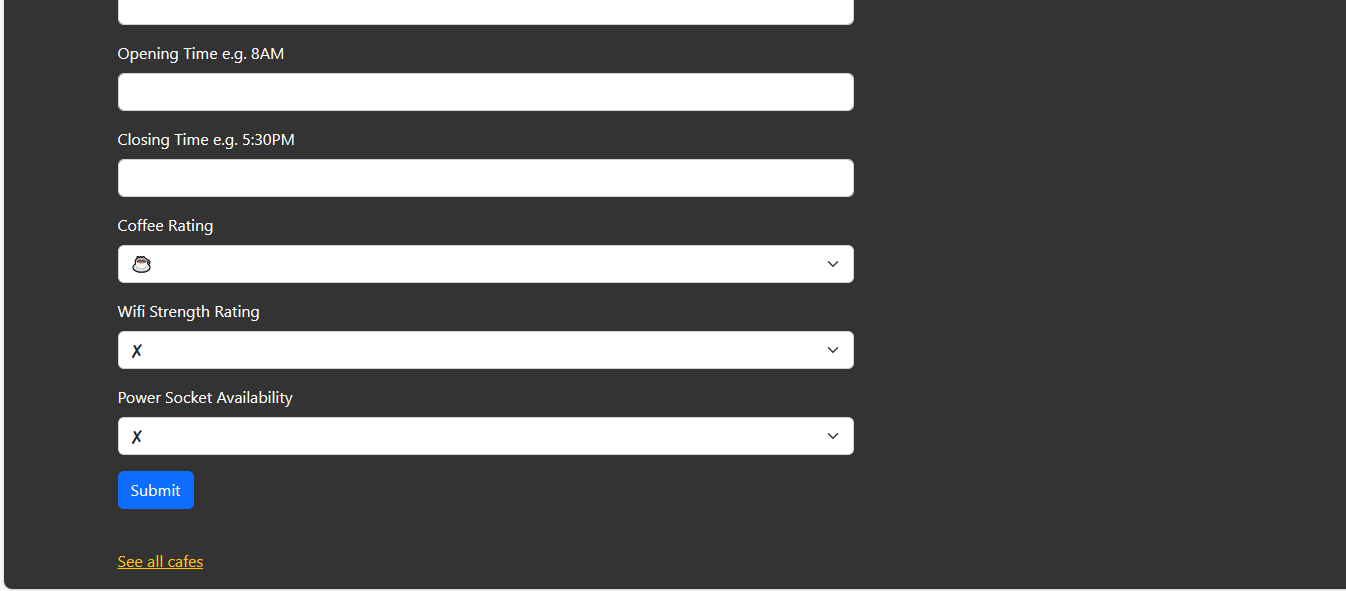 Opening Time e.g. 8AM
Closing Time e.g. 5:30PM
Coffee Rating
☕
Wifi Strength Rating
✗
Power Socket Availability
✗
Submit
See all cafes